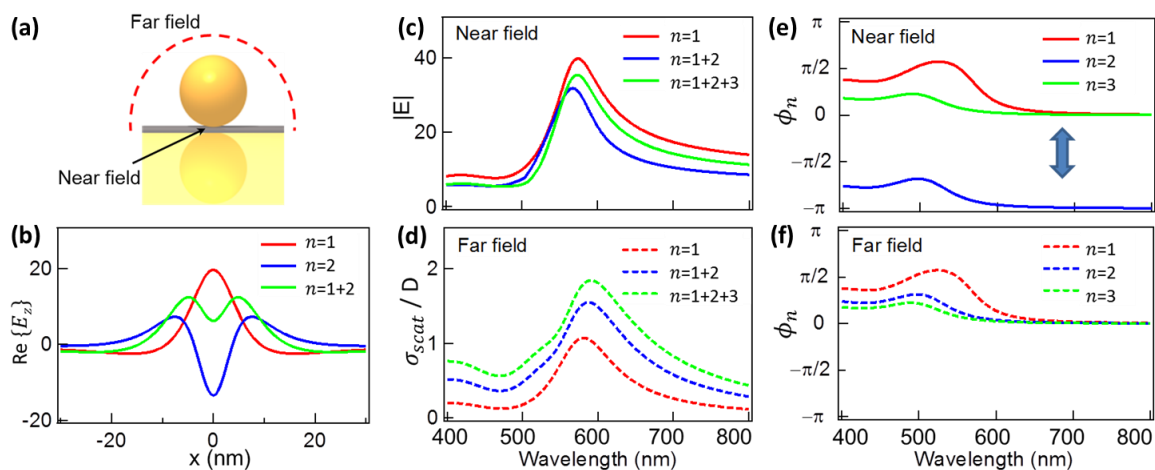 (a)
Far field
Near field
(b)
Re{E_z}
20
0
-20
-20
0
20
x (nm)
n=1
n=2
n=1+2
(c)
Near field
|E|
40
20
0
n=1
n=1+2
n=1+2+3
(d)
Far field
σ_scat / D
2
1
0
400
500
600
700
800
Wavelength (nm)
n=1
n=1+2
n=1+2+3
(e)
Near field
ϕ_n
π
π/2
0
−π/2
−π
n=1
n=2
n=3
(f)
Far field
ϕ_n
π
π/2
0
−π/2
−π
400
500
600
700
800
Wavelength (nm)
n=1
n=2
n=3